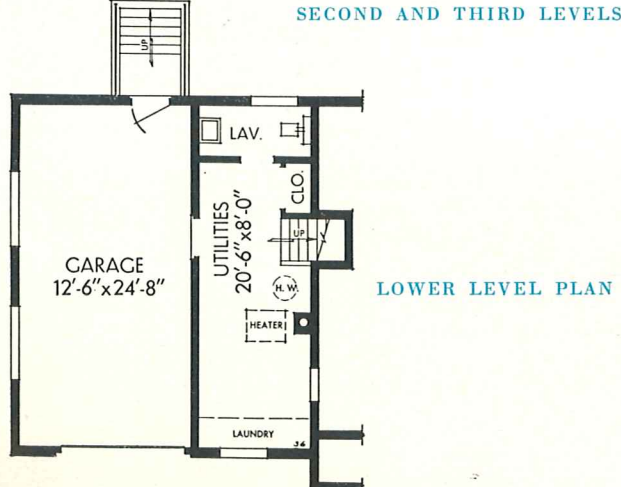 SECOND AND THIRD LEVELS
UP
LAV.
CLO.
UTILITIES
20'-6"x8'-0"
UP
GARAGE
12'-6"x24'-8"
H. W.
LOWER LEVEL PLAN
HEATER
LAUNDRY
36